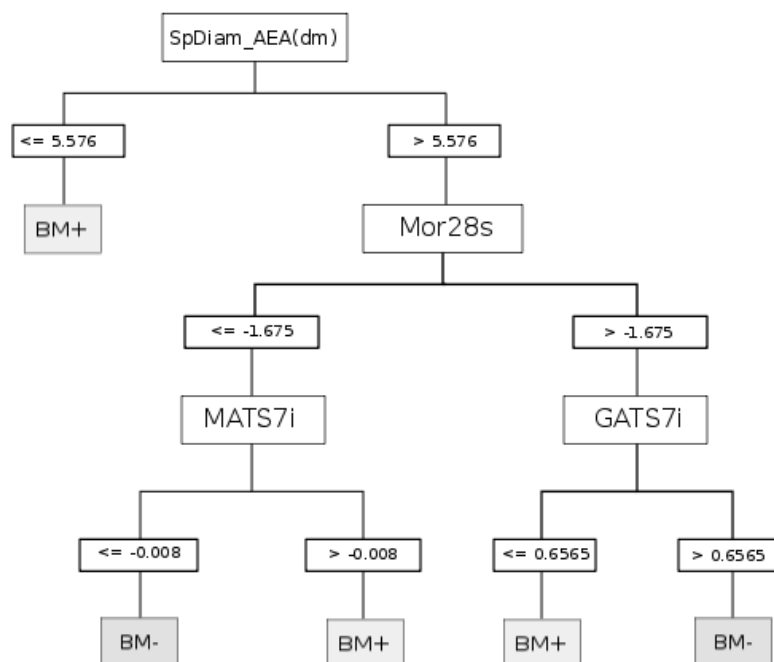 SpDiam_AEA(dm)
<= 5.576
> 5.576
BM+
Mor28s
<= -1.675
> -1.675
MATS7i
GATS7i
<= -0.008
> -0.008
<= 0.6565
> 0.6565
BM-
BM+
BM+
BM-